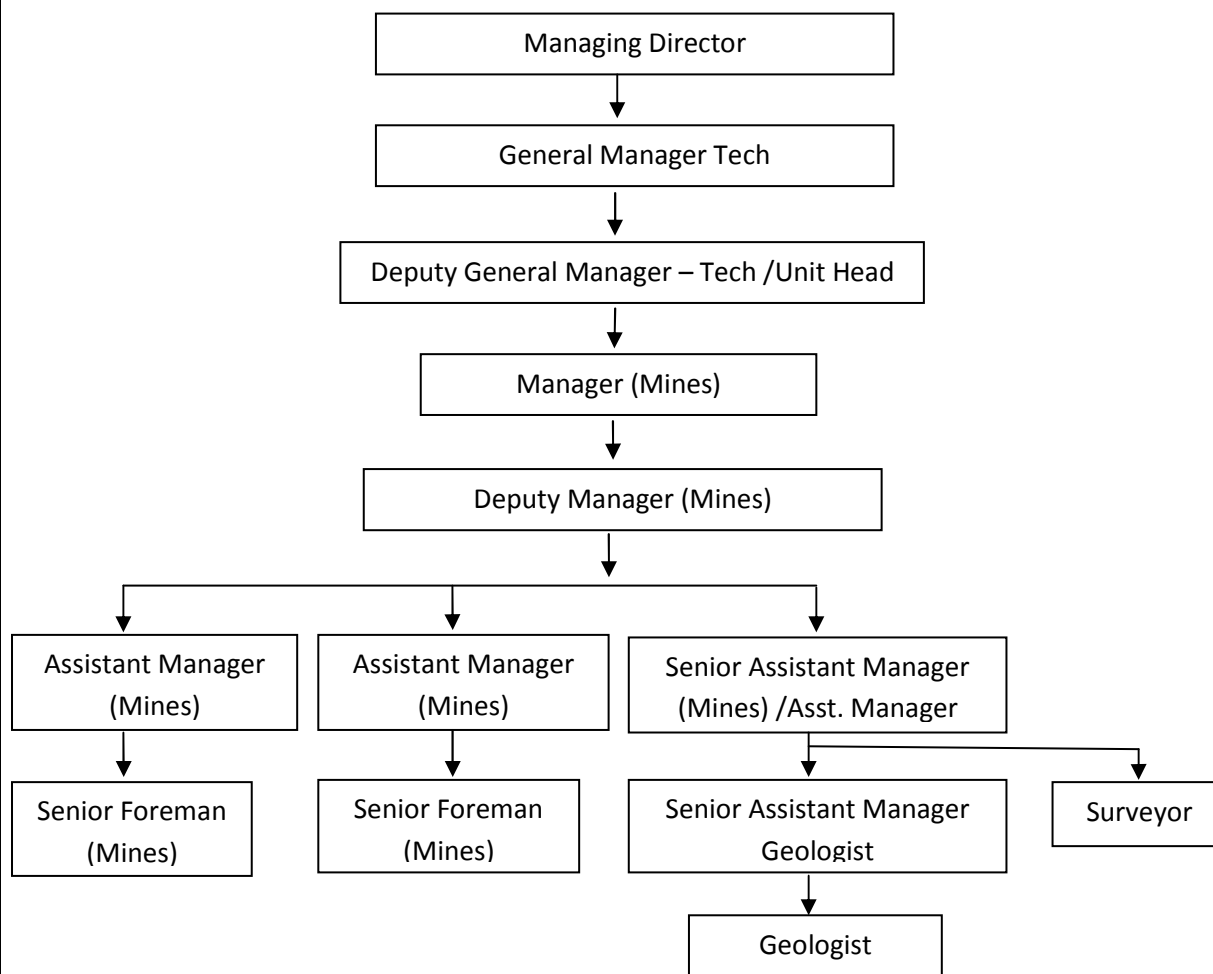 Managing Director
General Manager Tech
Deputy General Manager – Tech /Unit Head
Manager (Mines)
Deputy Manager (Mines)
Assistant Manager
(Mines)
Assistant Manager
(Mines)
Senior Assistant Manager
(Mines) /Asst. Manager
Senior Foreman
(Mines)
Senior Foreman
(Mines)
Senior Assistant Manager
Geologist
Surveyor
Geologist